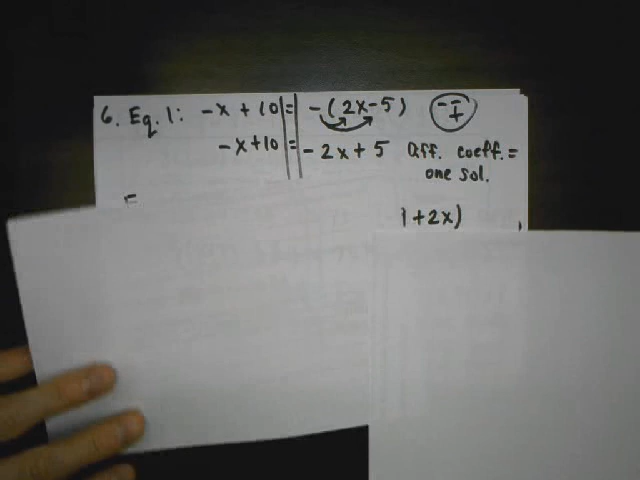 6. Eq. 1: -x + 10 = -(2x-5)
-x+10 = -2x+5 Diff. coeff. =
one sol.
1+2x)